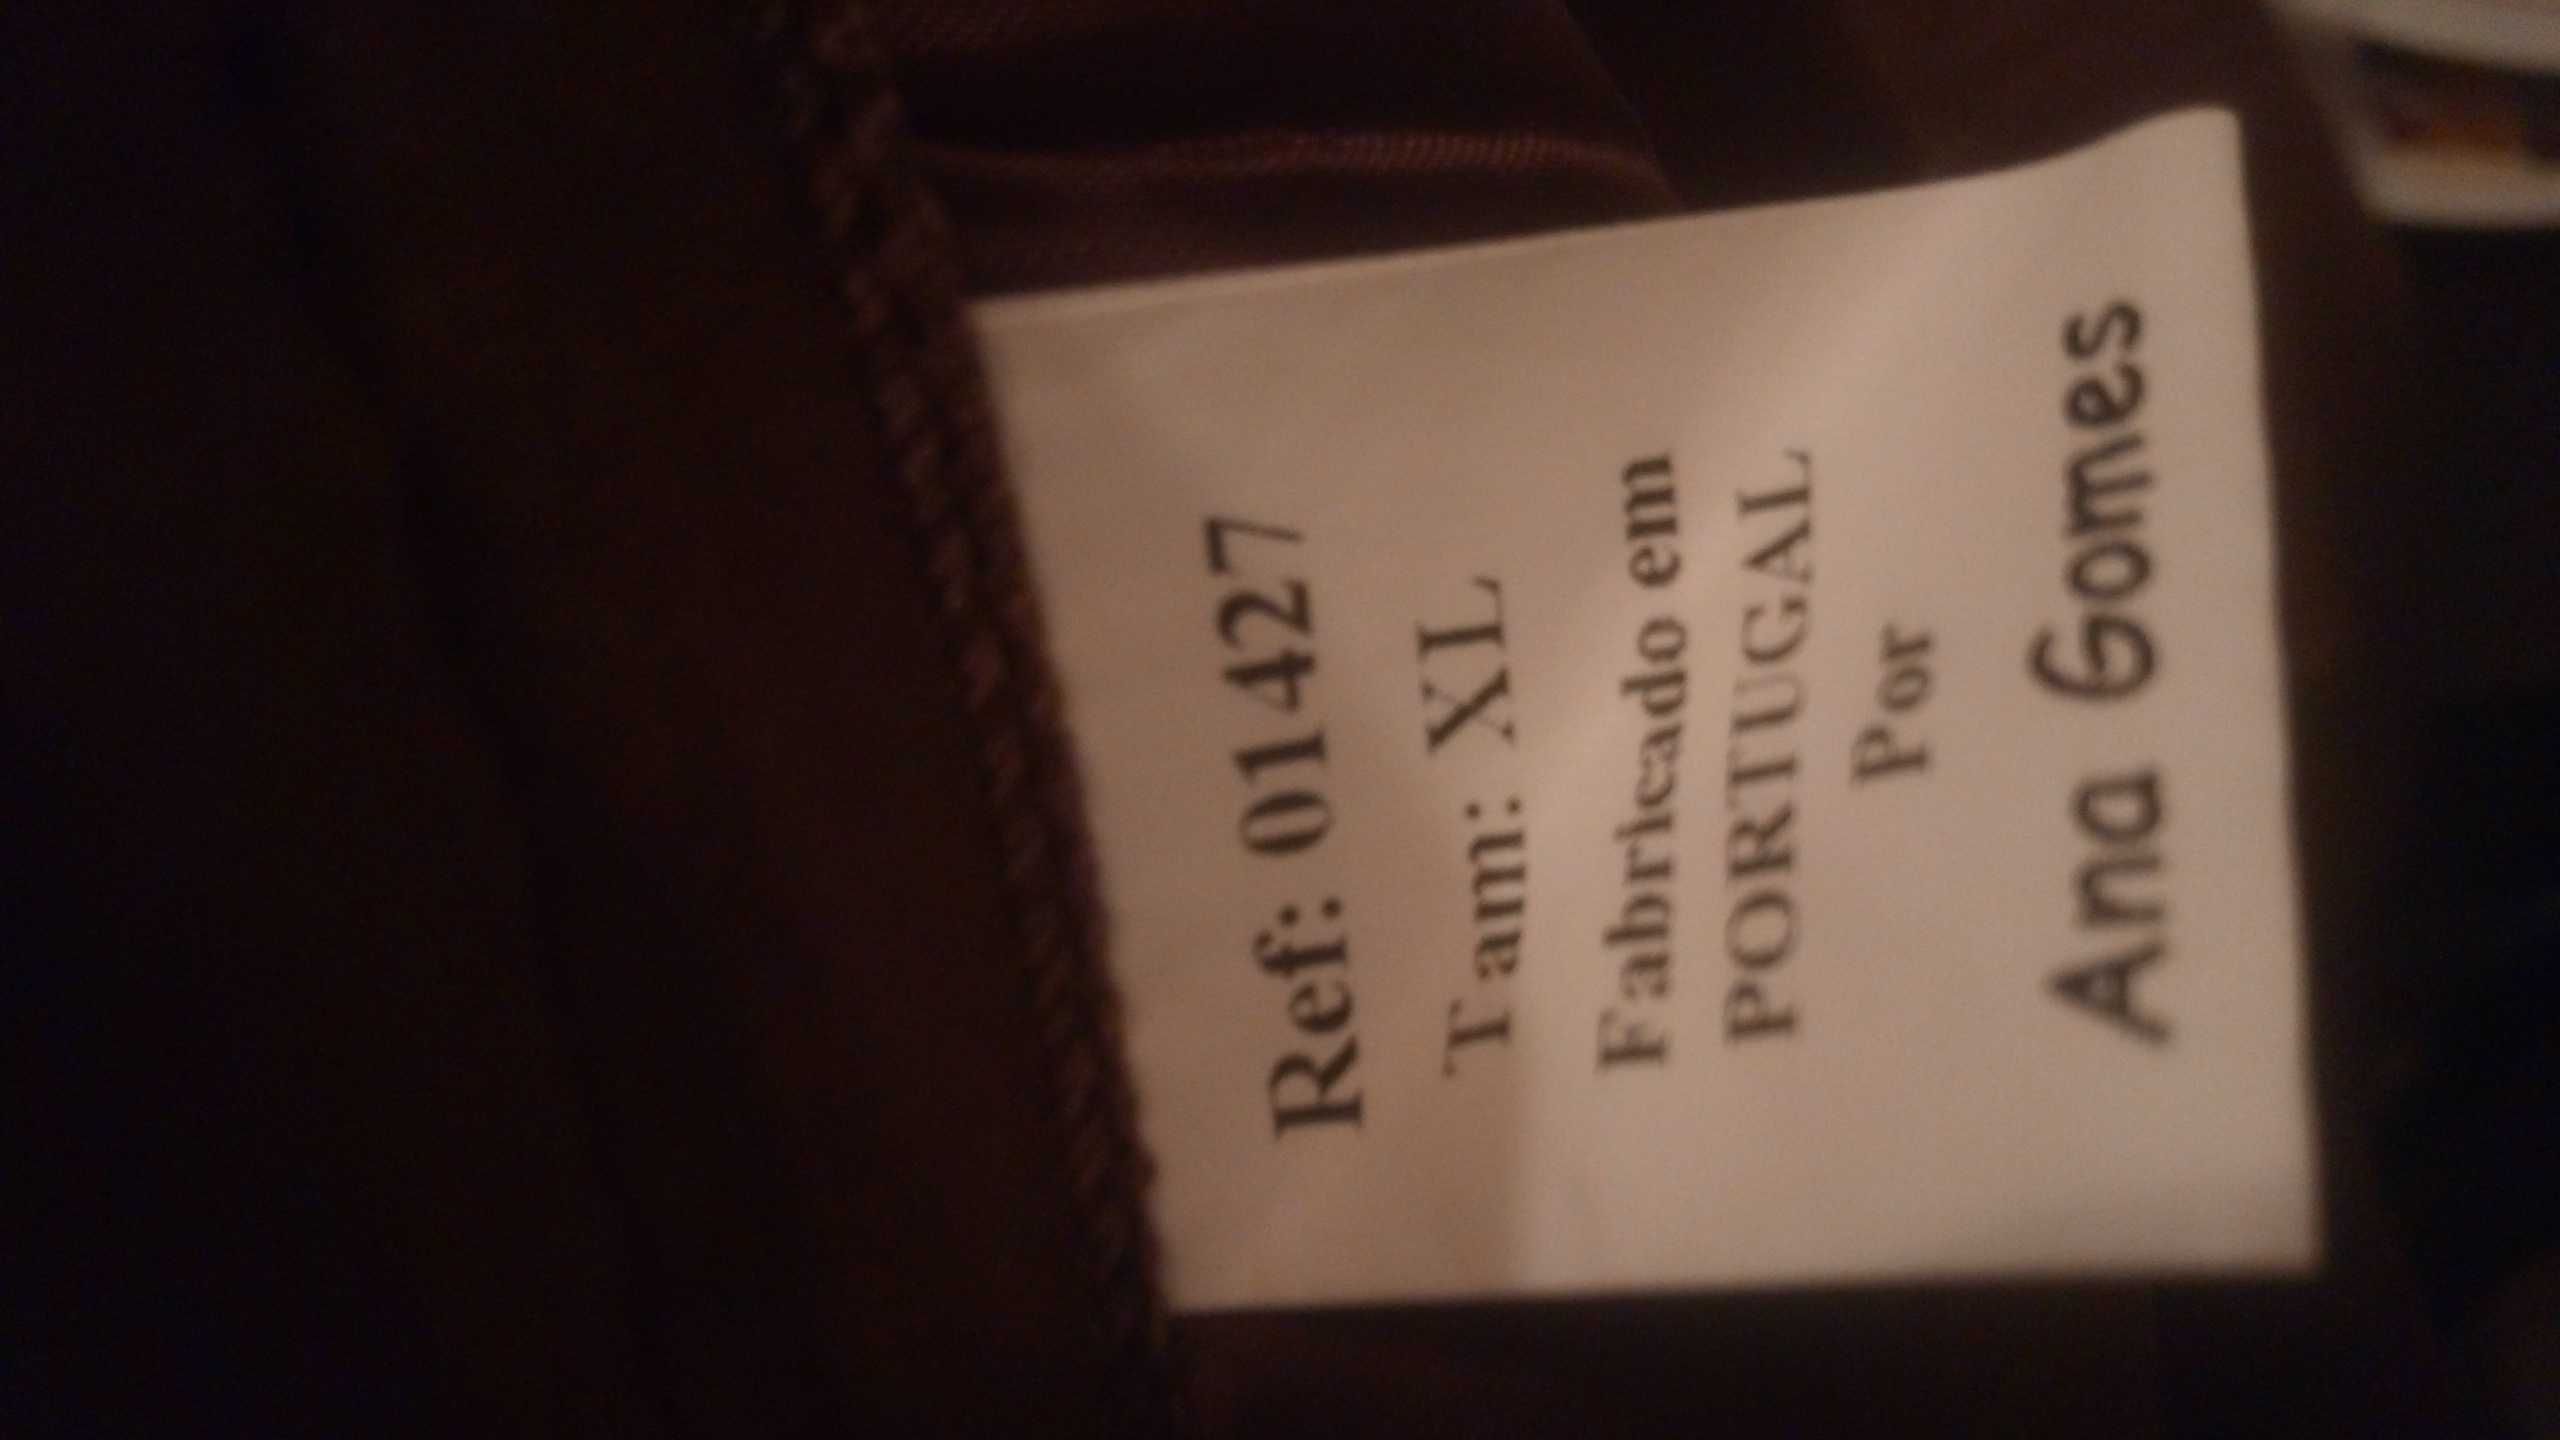 Ref: 01427
Tam: XL
Fabricado em
PORTUGAL
Por
Ana Gomes